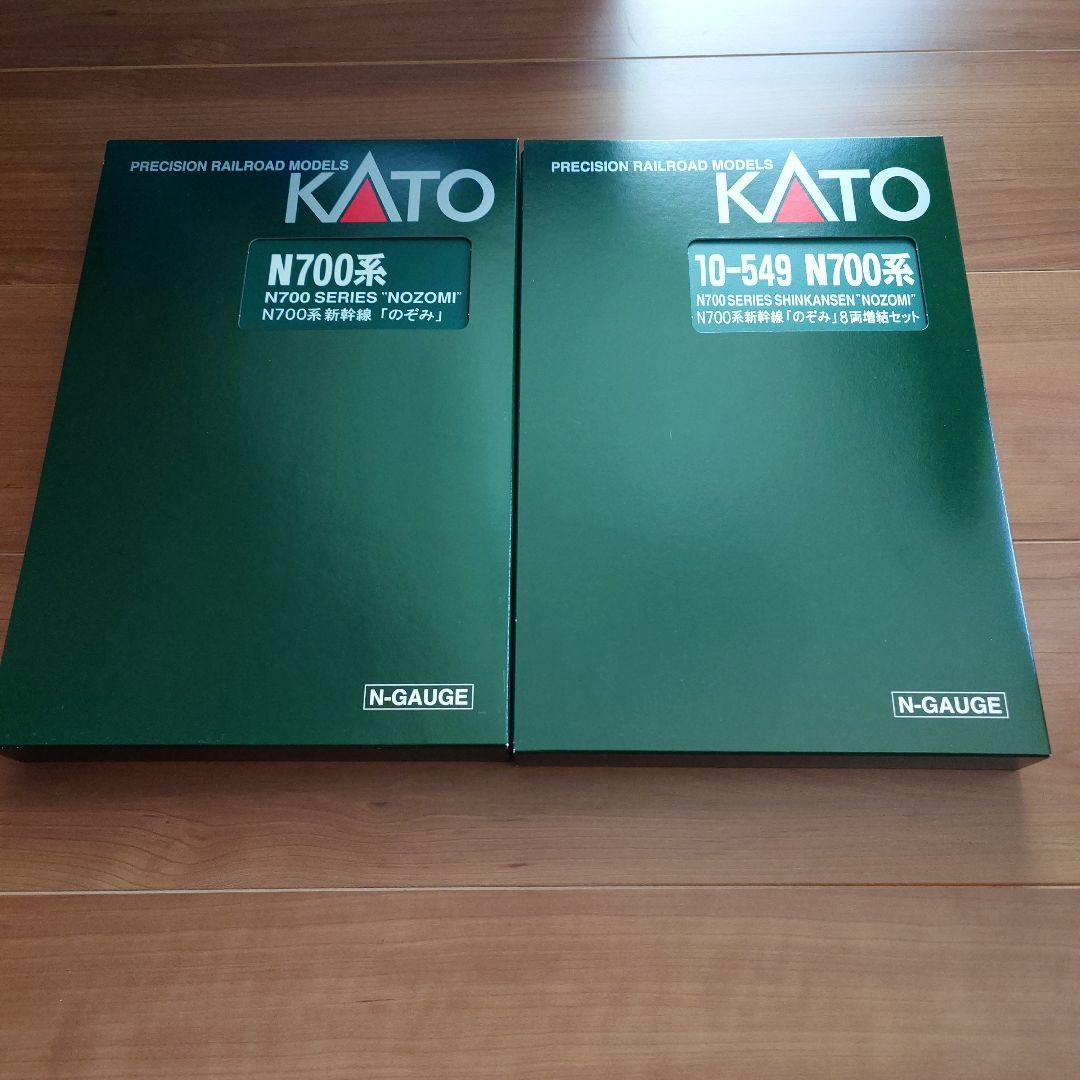 PRECISION RAILROAD MODELS
KATO
N700系
N700 SERIES "NOZOMI"
N700系新幹線「のぞみ」
N-GAUGE
PRECISION RAILROAD MODELS
KATO
10-549 N700系
N700 SERIES SHINKANSEN "NOZOMI"
N700系新幹線「のぞみ」8両増結セット
N-GAUGE